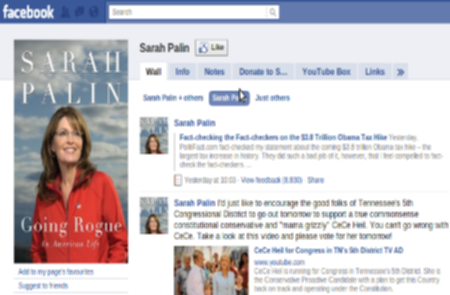 facebook
Search
Sarah Palin
Like
Wall
Info
Notes
Donate to S...
YouTube Box
Links
»
Sarah Palin + others
Just others
SARAH
PALIN
Going Rogue
An American Life
Add to my page's favourites
Suggest to friends
Sarah Palin
Fact-checking the Fact-checkers on the $3.8 Trillion Obama Tax Hike Yesterday,
PolitiFact.com fact-checked my statement about the coming $3.8 trillion Obama tax hike – the
largest tax increase in history. They did such a bad job of it, however, that I feel compelled to fact-
check the fact-checkers. ...
Yesterday at 10:03 · View feedback · Share
Sarah Palin I'd just like to encourage the good folks of Tennessee's 5th
Congressional District to go out tomorrow to support a true commonsense
constitutional conservative and "mama grizzly" CeCe Heil. You can't go wrong with
CeCe. Take a look at this video and please vote for her tomorrow!
CeCe Heil for Congress in TN's 5th District TV AD
www.youtube.com
CeCe Heil is running for Congress in Tennessee's 5th District. She is
the Conservative Proactive Candidate with a plan to get this Country
back on track and operating under the Constitution.